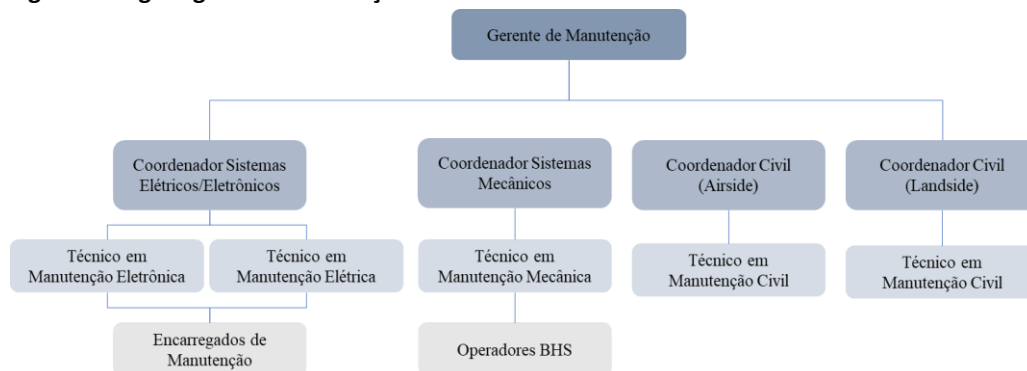 Gerente de Manutenção
Coordenador Sistemas
Elétricos/Eletrônicos
Coordenador Sistemas
Mecânicos
Coordenador Civil
(Airside)
Coordenador Civil
(Landside)
Técnico em
Manutenção Eletrônica
Técnico em
Manutenção Elétrica
Técnico em
Manutenção Mecânica
Técnico em
Manutenção Civil
Técnico em
Manutenção Civil
Encarregados de
Manutenção
Operadores BHS